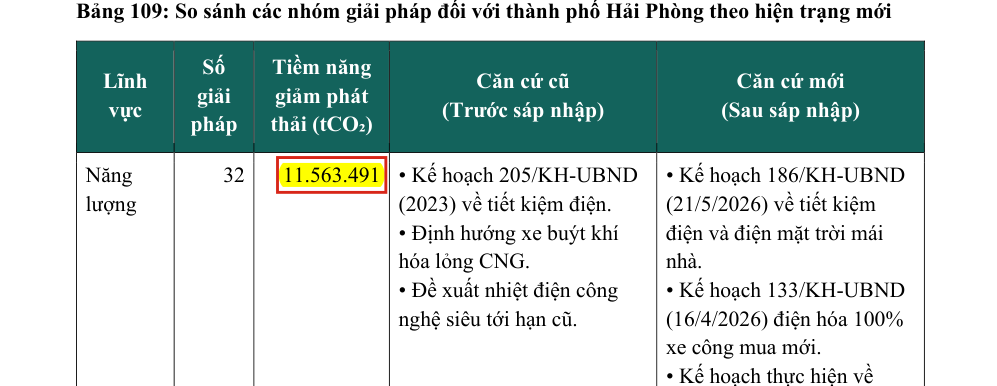 Bảng 109: So sánh các nhóm giải pháp đối với thành phố Hải Phòng theo hiện trạng mới
Lĩnh
vực
Số
giải
pháp
Tiềm năng
giảm phát
thải (tCO₂)
Căn cứ cũ
(Trước sáp nhập)
Căn cứ mới
(Sau sáp nhập)
Năng
lượng
32
11.563.491
• Kế hoạch 205/KH-UBND
(2023) về tiết kiệm điện.
• Định hướng xe buýt khí
hóa lỏng CNG.
• Đề xuất nhiệt điện công
nghệ siêu tới hạn cũ.
• Kế hoạch 186/KH-UBND
(21/5/2026) về tiết kiệm
điện và điện mặt trời mái
nhà.
• Kế hoạch 133/KH-UBND
(16/4/2026) điện hóa 100%
xe công mua mới.
• Kế hoạch thực hiện về